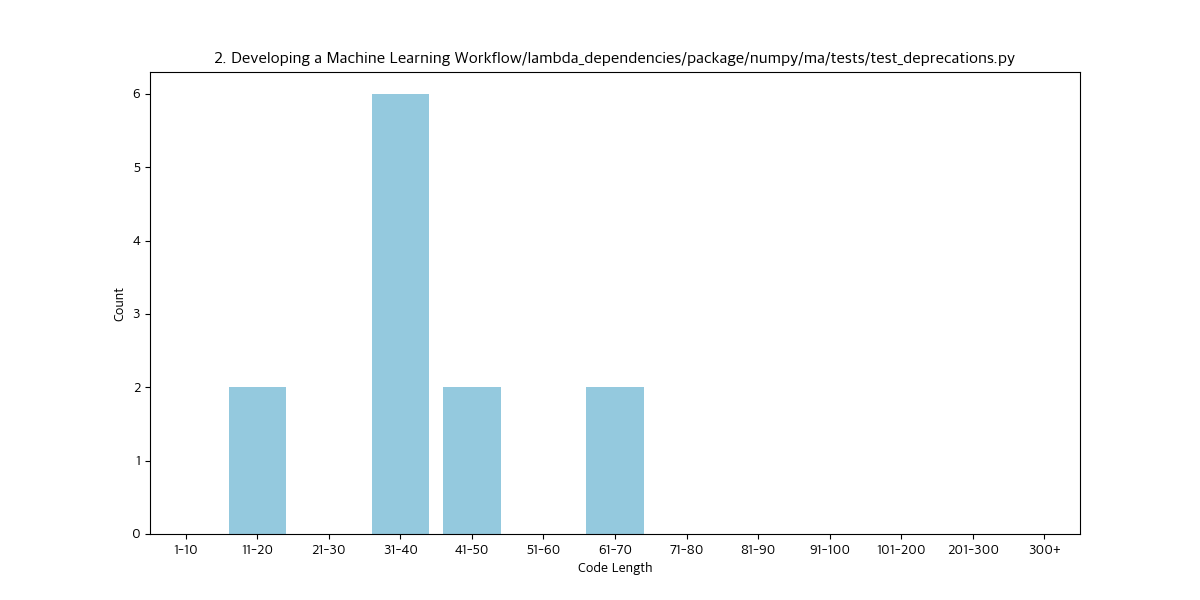 2. Developing a Machine Learning Workflow/lambda_dependencies/package/numpy/ma/tests/test_deprecations.py
6
5
4
3
2
1
0
Count
1-10 11-20 21-30 31-40 41-50 51-60 61-70 71-80 81-90 91-100 101-200 201-300 300+
Code Length